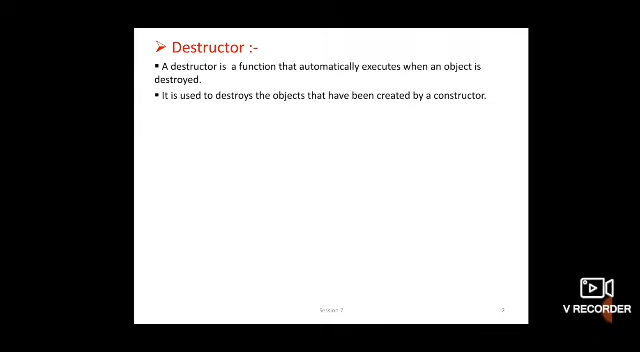 ➢ Destructor :-
▪ A destructor is a function that automatically executes when an object is
destroyed.
▪ It is used to destroys the objects that have been created by a constructor.
Session 7
V RECORDER